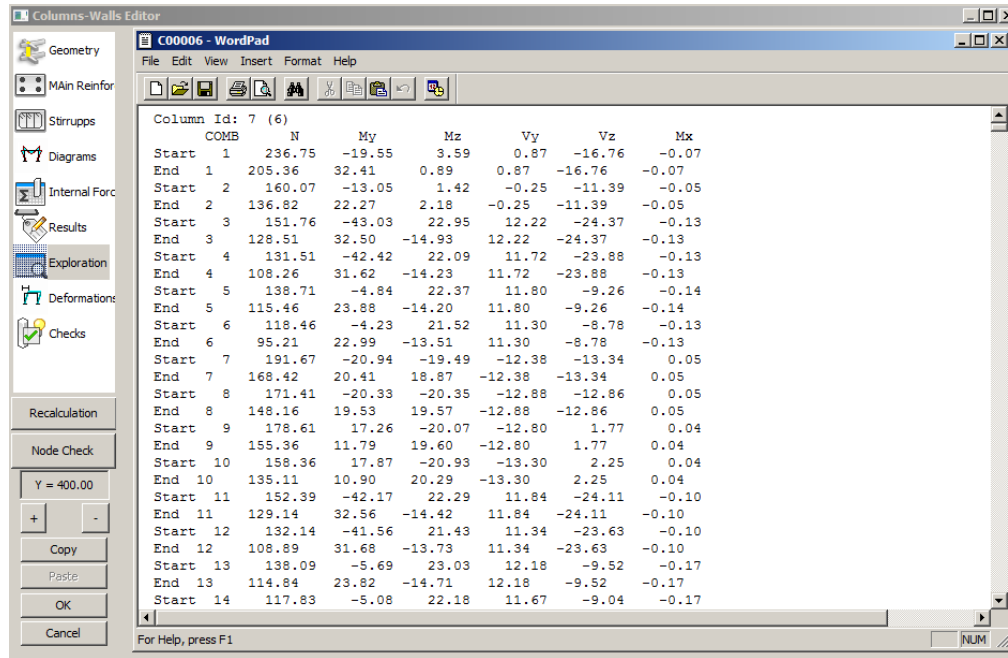 Columns-Walls Editor
Geometry
MAin Reinfor
Stirrupps
Diagrams
Internal Forc
Results
Exploration
Deformations
Checks
Recalculation
Node Check
Y = 400.00
+ -
Copy
Paste
OK
Cancel
C00006 - WordPad
File Edit View Insert Format Help
Column Id: 7 (6)
COMB N My Mz Vy Vz Mx
Start 1 236.75 -19.55 3.59 0.87 -16.76 -0.07
End 1 205.36 32.41 0.89 0.87 -16.76 -0.07
Start 2 160.07 -13.05 1.42 -0.25 -11.39 -0.05
End 2 136.82 22.27 2.18 -0.25 -11.39 -0.05
Start 3 151.76 -43.03 22.95 12.22 -24.37 -0.13
End 3 128.51 32.50 -14.93 12.22 -24.37 -0.13
Start 4 131.51 -42.42 22.09 11.72 -23.88 -0.13
End 4 108.26 31.62 -14.23 11.72 -23.88 -0.13
Start 5 138.71 -4.84 22.37 11.80 -9.26 -0.14
End 5 115.46 23.88 -14.20 11.80 -9.26 -0.14
Start 6 118.46 -4.23 21.52 11.30 -8.78 -0.13
End 6 95.21 22.99 -13.51 11.30 -8.78 -0.13
Start 7 191.67 -20.94 -19.49 -12.38 -13.34 0.05
End 7 168.42 20.41 18.87 -12.38 -13.34 0.05
Start 8 171.41 -20.33 -20.35 -12.88 -12.86 0.05
End 8 148.16 19.53 19.57 -12.88 -12.86 0.05
Start 9 178.61 17.26 -20.07 -12.80 1.77 0.04
End 9 155.36 11.79 19.60 -12.80 1.77 0.04
Start 10 158.36 17.87 -20.93 -13.30 2.25 0.04
End 10 135.11 10.90 20.29 -13.30 2.25 0.04
Start 11 152.39 -42.17 22.29 11.84 -24.11 -0.10
End 11 129.14 32.56 -14.42 11.84 -24.11 -0.10
Start 12 132.14 -41.56 21.43 11.34 -23.63 -0.10
End 12 108.89 31.68 -13.73 11.34 -23.63 -0.10
Start 13 138.09 -5.69 23.03 12.18 -9.52 -0.17
End 13 114.84 23.82 -14.71 12.18 -9.52 -0.17
Start 14 117.83 -5.08 22.18 11.67 -9.04 -0.17
For Help, press F1
NUM